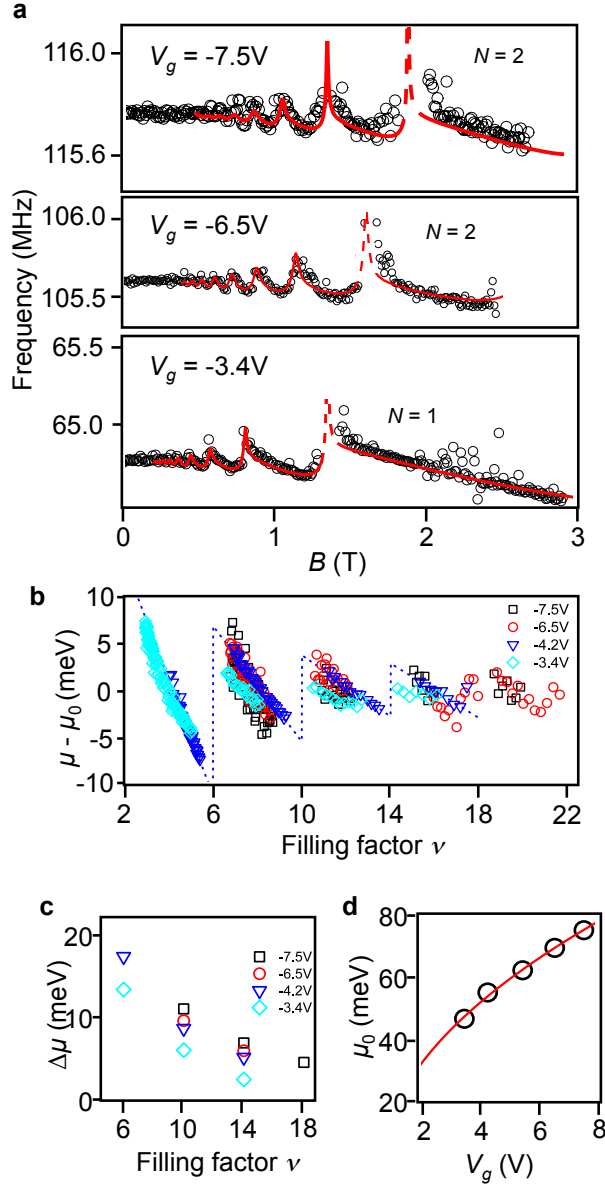 a
V_g = -7.5V
N = 2
116.0
115.6
V_g = -6.5V
N = 2
106.0
105.5
V_g = -3.4V
N = 1
65.5
65.0
Frequency (MHz)
0 1 2 3
B (T)
b
10
5
0
-5
-10
μ - μ₀ (meV)
-7.5V
-6.5V
-4.2V
-3.4V
2 6 10 14 18 22
Filling factor ν
c
20
10
0
Δμ (meV)
-7.5V
-6.5V
-4.2V
-3.4V
6 10 14 18
Filling factor ν
d
80
60
40
20
μ₀ (meV)
2 4 6 8
V_g (V)